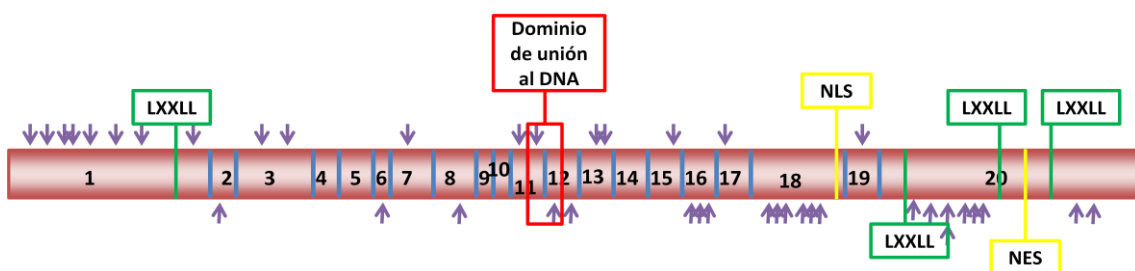 Dominio
de unión
al DNA
LXXLL
NLS
LXXLL
LXXLL
1 2 3 4 5 6 7 8 9 10 11 12 13 14 15 16 17 18 19 20
LXXLL
NES